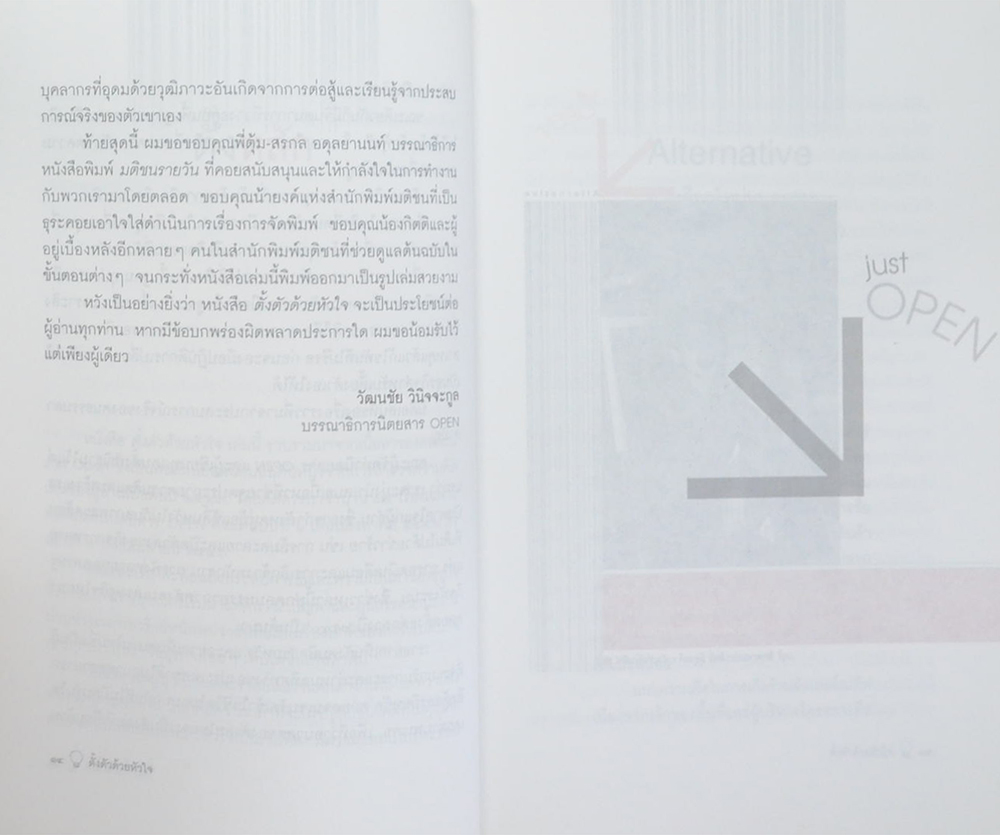 บุคลากรที่อุดมด้วยวุฒิภาวะอันเกิดจากการต่อสู้และเรียนรู้จากประสบ
การณ์จริงของตัวเขาเอง
ท้ายสุดนี้ ผมขอขอบคุณพี่ตุ้ม-สรกล อดุลยานนท์ บรรณาธิการ
หนังสือพิมพ์ มติชนรายวัน ที่คอยสนับสนุนและให้กำลังใจในการทำงาน
กับพวกเรามาโดยตลอด ขอบคุณน้ายงค์แห่งสำนักพิมพ์มติชนที่เป็น
ธุระคอยเอาใจใส่ดำเนินการเรื่องการจัดพิมพ์ ขอบคุณน้องกิตติและผู้
อยู่เบื้องหลังอีกหลายๆ คนในสำนักพิมพ์มติชนที่ช่วยดูแลต้นฉบับใน
ขั้นตอนต่างๆ จนกระทั่งหนังสือเล่มนี้พิมพ์ออกมาเป็นรูปเล่มสวยงาม
หวังเป็นอย่างยิ่งว่า หนังสือ ตั้งตัวด้วยหัวใจ จะเป็นประโยชน์ต่อ
ผู้อ่านทุกท่าน หากมีข้อบกพร่องผิดพลาดประการใด ผมขอน้อมรับไว้
แต่เพียงผู้เดียว
วัฒนชัย วินิจจะกูล
บรรณาธิการนิตยสาร OPEN
๑๔ ตั้งตัวด้วยหัวใจ
Alternative
just
OPEN